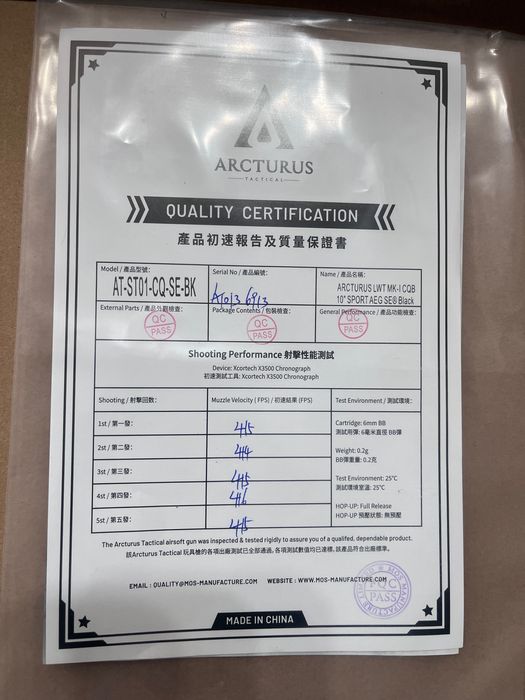 ARCTURUS
TACTICAL
QUALITY CERTIFICATION
產品初速報告及質量保證書
Model / 產品型號:
AT-ST01-CQ-SE-BK
Serial No / 產品編號:
AT013 6913
Name / 產品名稱:
ARCTURUS LWT MK-I CQB
10" SPORT AEG SE® Black
External Parts / 產品外觀檢查:
QC
PASS
Package Contents / 包裝檢查:
QC
PASS
General Performance / 產品功能檢查:
QC
PASS
Shooting Performance 射擊性能測試
Device: Xcortech X3500 Chronograph
初速測試工具: Xcortech X3500 Chronograph
Shooting / 射擊回數:
Muzzle Velocity ( FPS) / 初速結果 (FPS)
Test Environment / 測試環境:
1st / 第一發:
415
2st / 第二發:
414
3st / 第三發:
415
4st / 第四發:
416
5st / 第五發:
415
Cartridge: 6mm BB
測試用彈: 6毫米直徑 BB彈
Weight: 0.2g
BB彈重量: 0.2克
Test Environment: 25°C
測試環境室溫: 25°C
HOP-UP: Full Release
HOP-UP 預壓狀態: 無預壓
The Arcturus Tactical airsoft gun was inspected & tested rigidly to assure you of a qualifed, dependable product.
該Arcturus Tactical 玩具槍的各項出廠測試已全部通過, 各項測試數值均已達標, 該產品符合出廠標準。
EMAIL : QUALITY@MOS-MANUFACTURE.COM
WEBSITE : WWW.MOS-MANUFACTURE.COM
MOS MANUFACTURE
PASS
MADE IN CHINA